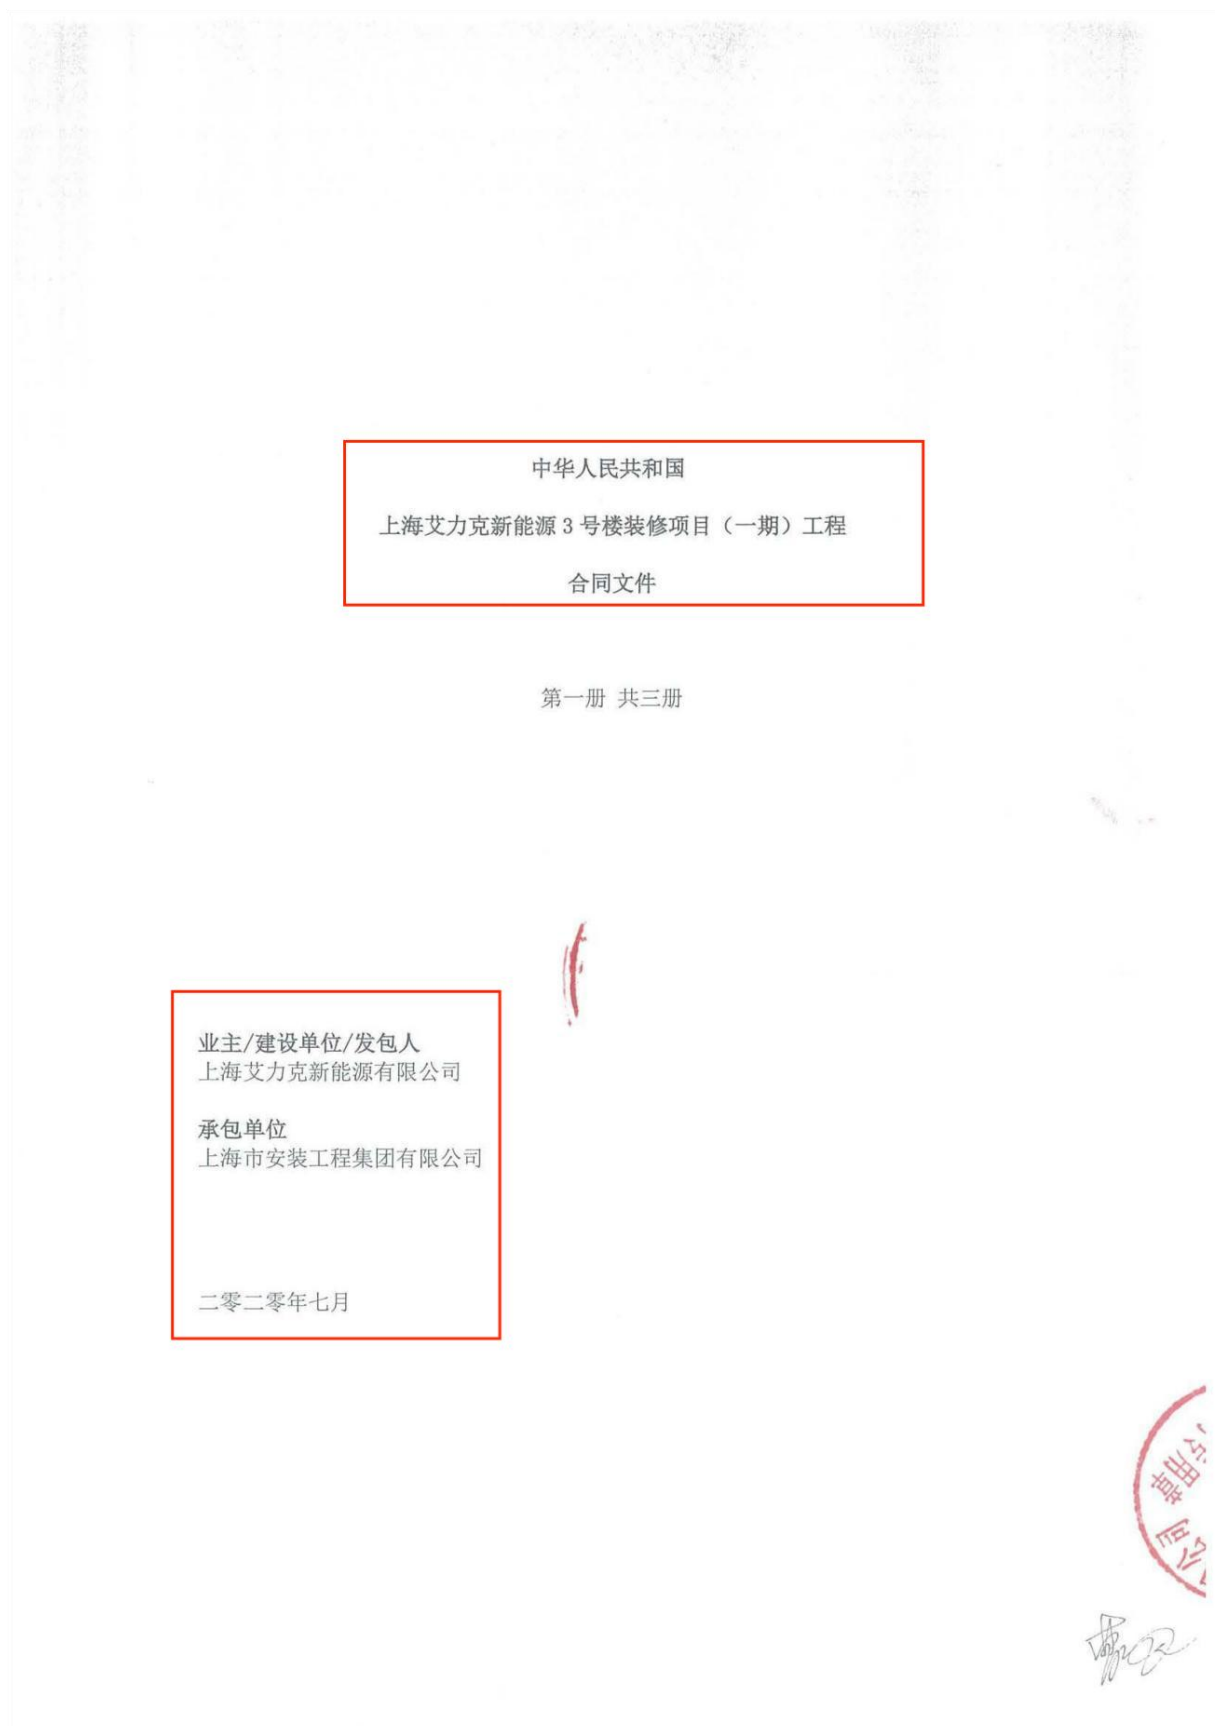 中华人民共和国
上海艾力克新能源 3 号楼装修项目（一期）工程
合同文件
第一册 共三册
业主/建设单位/发包人
上海艾力克新能源有限公司
承包单位
上海市安装工程集团有限公司
二零二零年七月
公司
用章